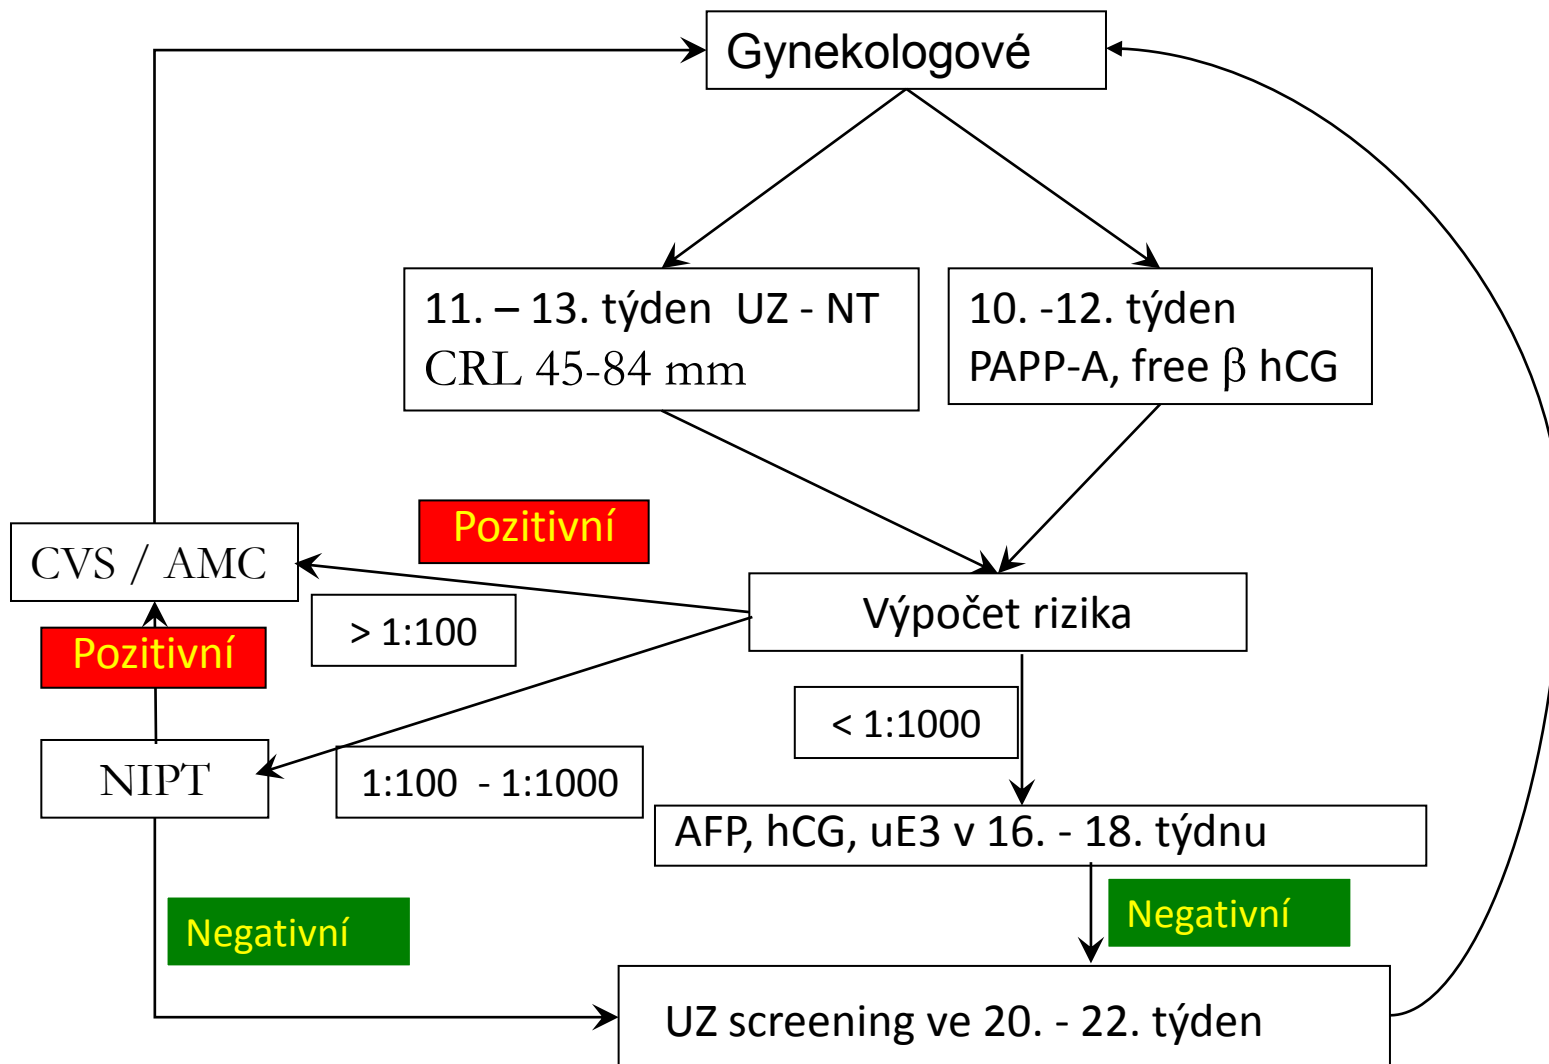 Gynekologové
11. – 13. týden UZ - NT
CRL 45-84 mm
10. -12. týden
PAPP-A, free β hCG
Pozitivní
CVS / AMC
> 1:100
Výpočet rizika
Pozitivní
< 1:1000
NIPT
1:100 - 1:1000
AFP, hCG, uE3 v 16. - 18. týdnu
Negativní
Negativní
UZ screening ve 20. - 22. týden